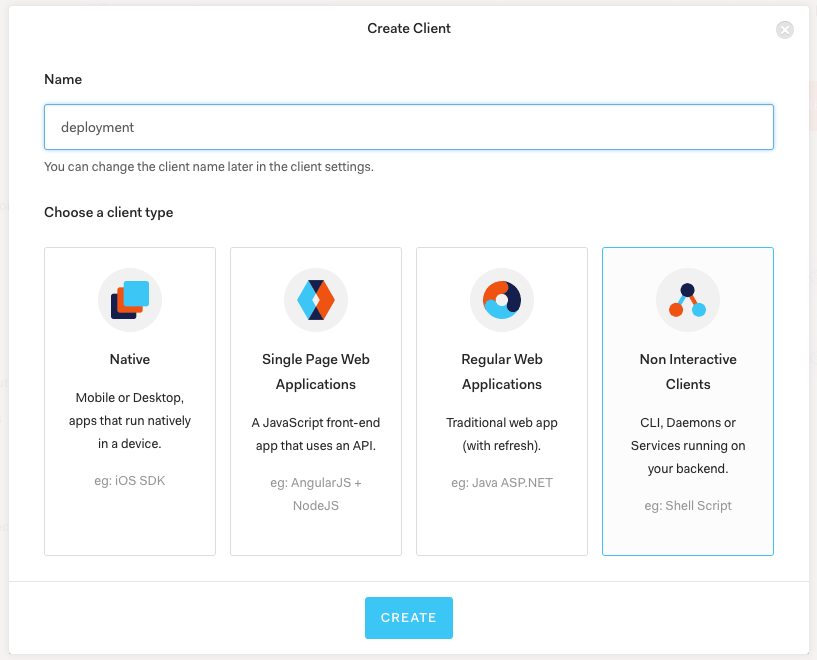 Create Client
Name
deployment
You can change the client name later in the client settings.
Choose a client type
Native
Mobile or Desktop,
apps that run natively
in a device.
eg: iOS SDK
Single Page Web
Applications
A JavaScript front-end
app that uses an API.
eg: AngularJS +
NodeJS
Regular Web
Applications
Traditional web app
(with refresh).
eg: Java ASP.NET
Non Interactive
Clients
CLI, Daemons or
Services running on
your backend.
eg: Shell Script
CREATE